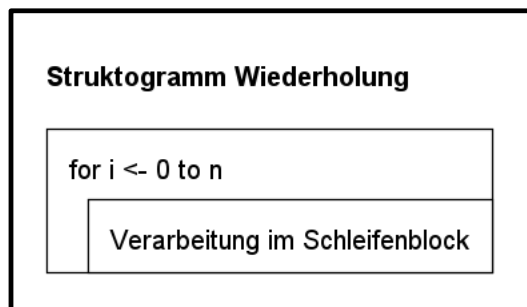 Struktogramm Wiederholung
for i <- 0 to n
Verarbeitung im Schleifenblock